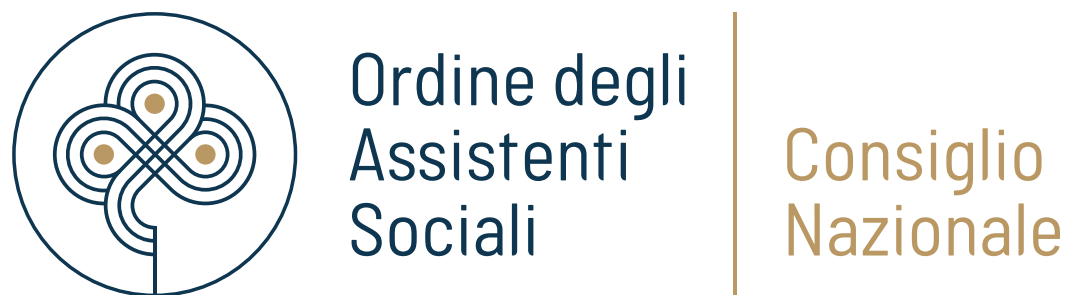 Ordine degli
Assistenti
Sociali
Consiglio
Nazionale